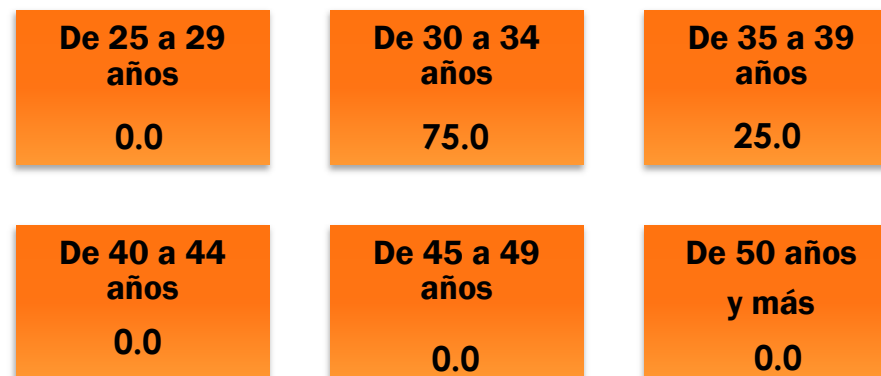 De 25 a 29
años
0.0
De 30 a 34
años
75.0
De 35 a 39
años
25.0
De 40 a 44
años
0.0
De 45 a 49
años
0.0
De 50 años
y más
0.0